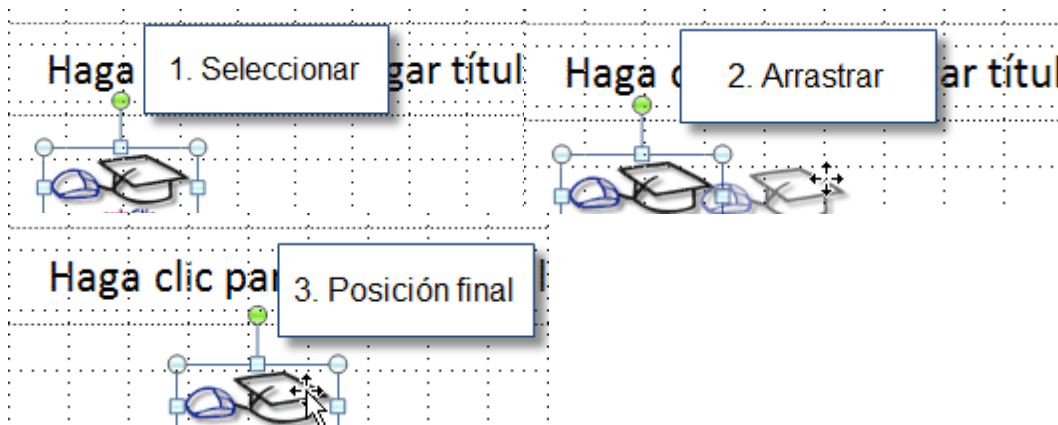 Haga
1. Seleccionar
gar títul
Haga
2. Arrastrar
ar títul
Haga clic par
3. Posición final